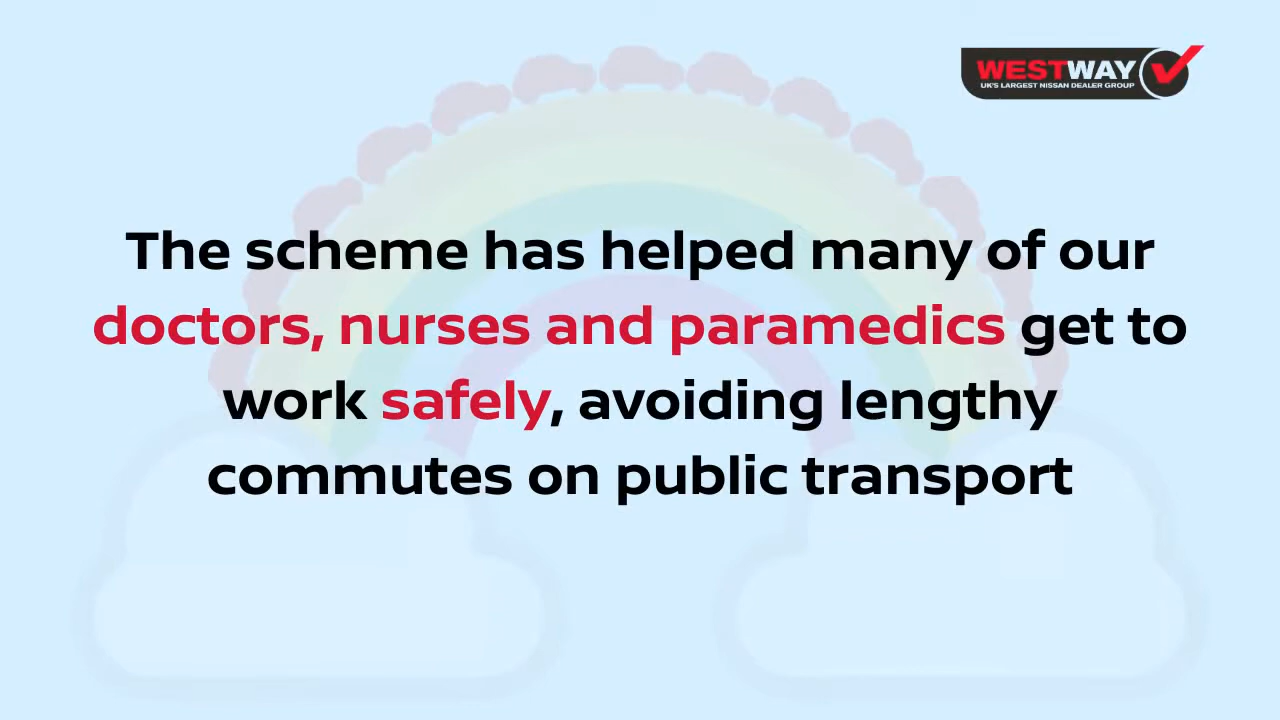 WESTWAY
UK'S LARGEST NISSAN DEALER GROUP
The scheme has helped many of our
doctors, nurses and paramedics get to
work safely, avoiding lengthy
commutes on public transport